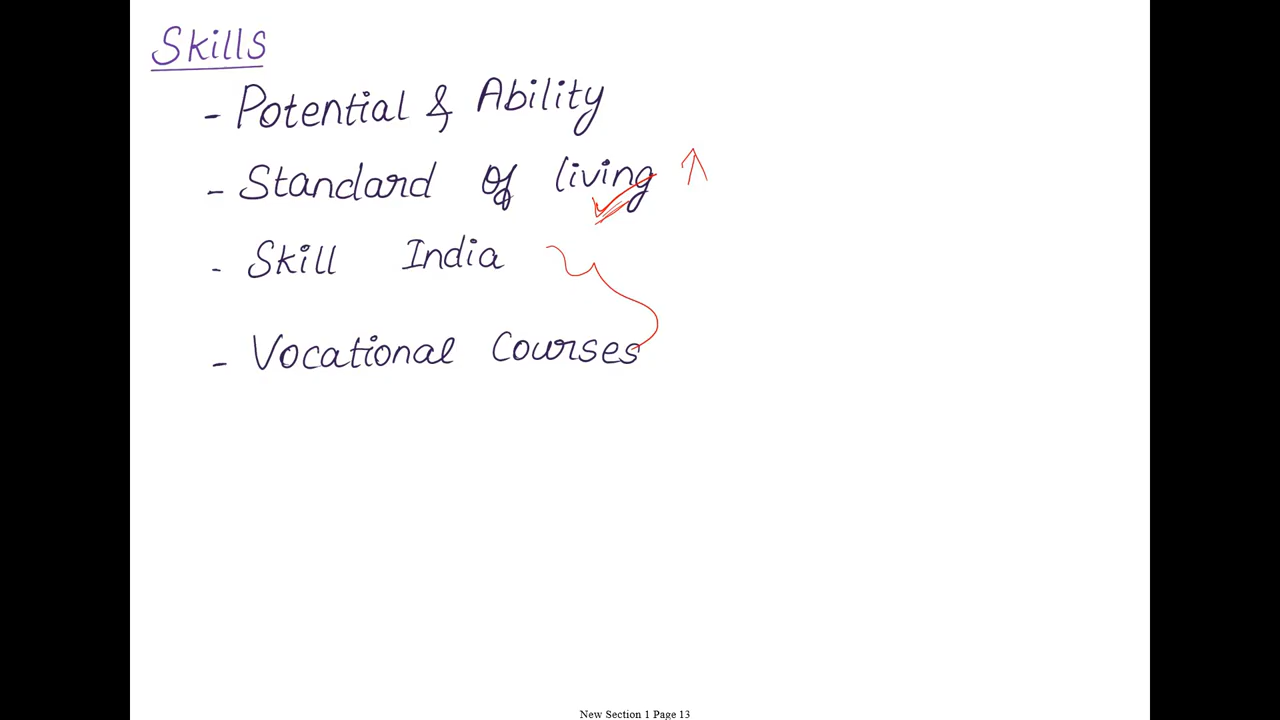 Skills
- Potential & Ability
- Standard of living ↑
- Skill India
- Vocational Courses
New Section 1 Page 13